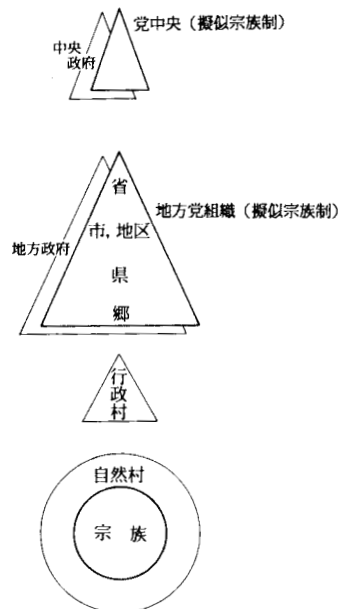 党中央（擬似宗族制）
中央
政府
省
地方党組織（擬似宗族制）
市，地区
地方政府
県
郷
行政村
自然村
宗 族